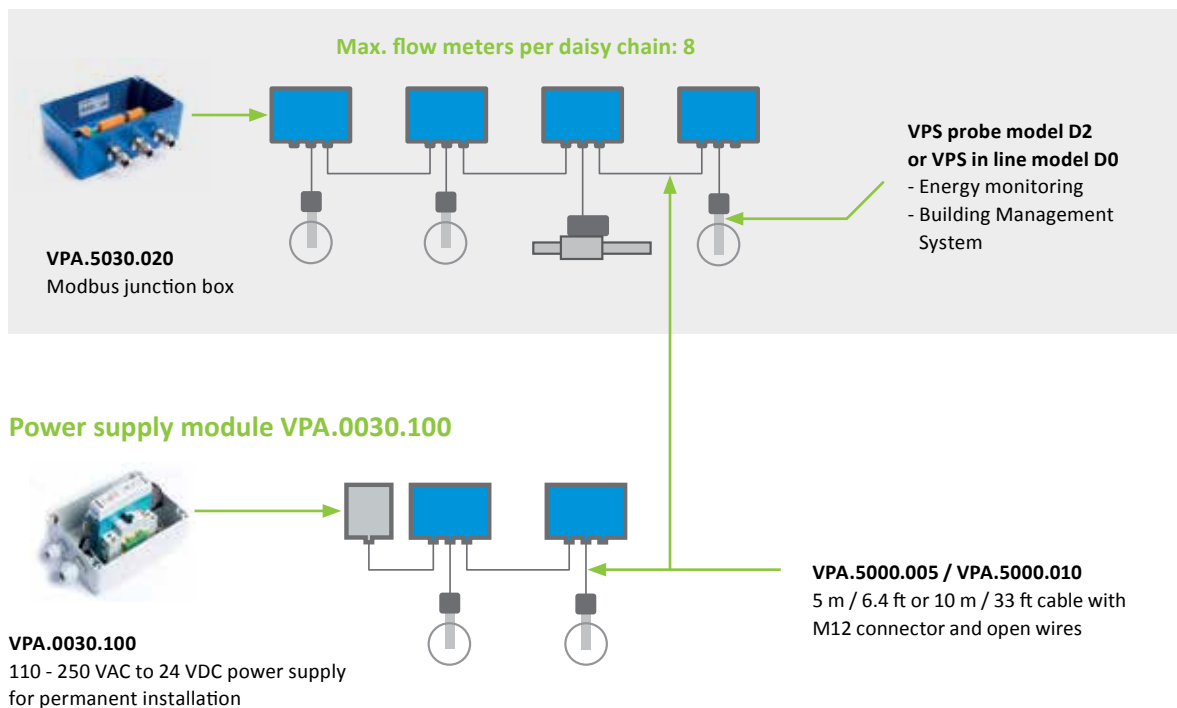 Max. flow meters per daisy chain: 8
VPS probe model D2
or VPS in line model D0
- Energy monitoring
- Building Management
System
VPA.5030.020
Modbus junction box
Power supply module VPA.0030.100
VPA.5000.005 / VPA.5000.010
5 m / 6.4 ft or 10 m / 33 ft cable with
M12 connector and open wires
VPA.0030.100
110 - 250 VAC to 24 VDC power supply
for permanent installation